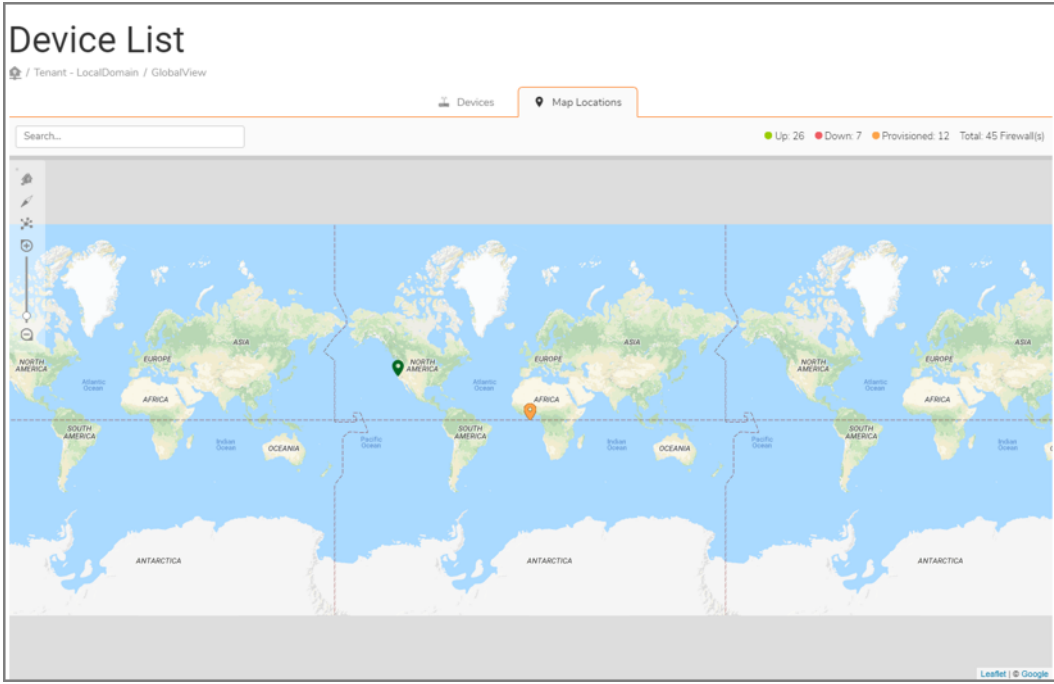 Device List
/ Tenant - LocalDomain / GlobalView
Devices
Map Locations
Search...
Up: 26 Down: 7 Provisioned: 12 Total: 45 Firewall(s)
ASIA
ASIA
ASIA
NORTH
AMERICA
EUROPE
NORTH
AMERICA
EUROPE
NORTH
AMERICA
EUROPE
Atlantic
Ocean
Atlantic
Ocean
Atlantic
Ocean
AFRICA
AFRICA
AFRICA
SOUTH
AMERICA
SOUTH
AMERICA
SOUTH
AMERICA
Indian
Ocean
Pacific
Ocean
Indian
Ocean
Pacific
Ocean
Indian
Ocean
OCEANIA
OCEANIA
ANTARCTICA
ANTARCTICA
ANTARCTICA
Leaflet | © Google